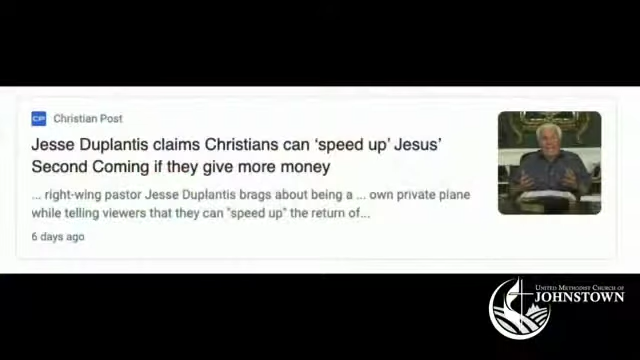 CP Christian Post
Jesse Duplantis claims Christians can 'speed up' Jesus'
Second Coming if they give more money
... right-wing pastor Jesse Duplantis brags about being a ... own private plane
while telling viewers that they can "speed up" the return of...
6 days ago
UNITED METHODIST CHURCH OF
JOHNSTOWN